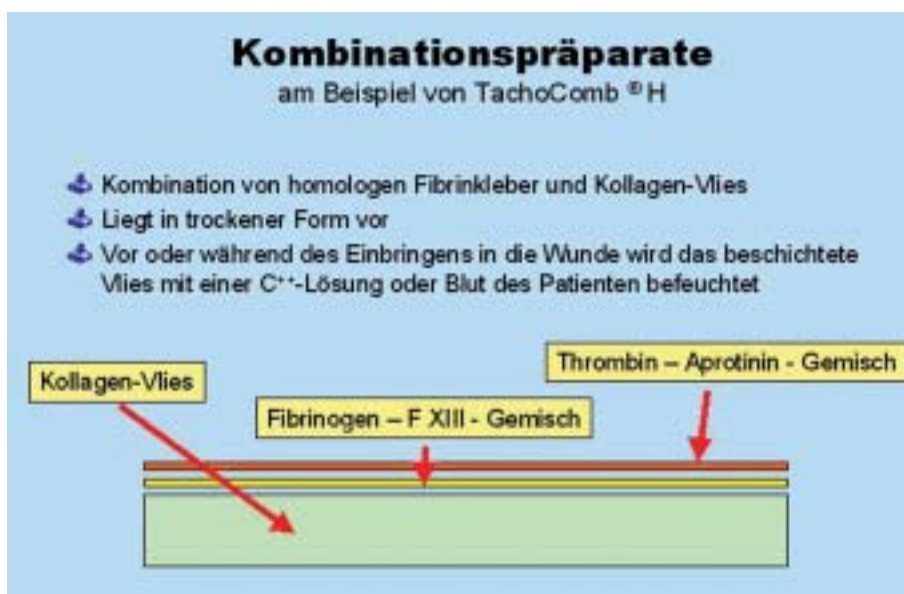 Kombinationspräparate
am Beispiel von TachoComb ® H
Kombination von homologen Fibrinkleber und Kollagen-Vlies
Liegt in trockener Form vor
Vor oder während des Einbringens in die Wunde wird das beschichtete
Vlies mit einer C⁺⁺-Lösung oder Blut des Patienten befeuchtet
Thrombin – Aprotinin - Gemisch
Kollagen-Vlies
Fibrinogen – F XIII - Gemisch